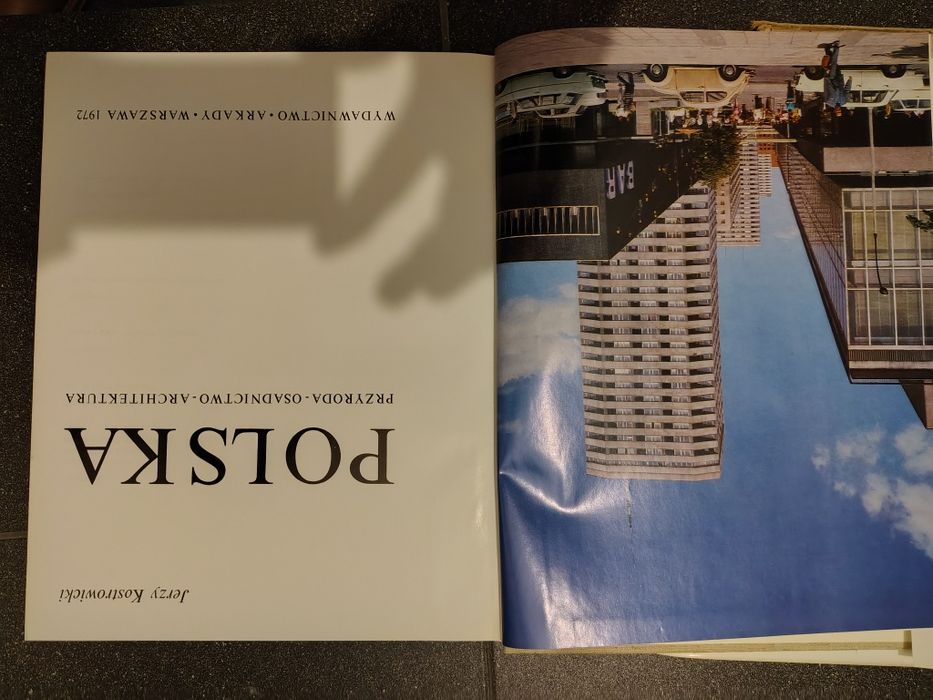 Jerzy Kostrowicki
POLSKA
PRZYRODA-OSADNICTWO-ARCHITEKTURA
WYDAWNICTWO • ARKADY • WARSZAWA 1972
BAR